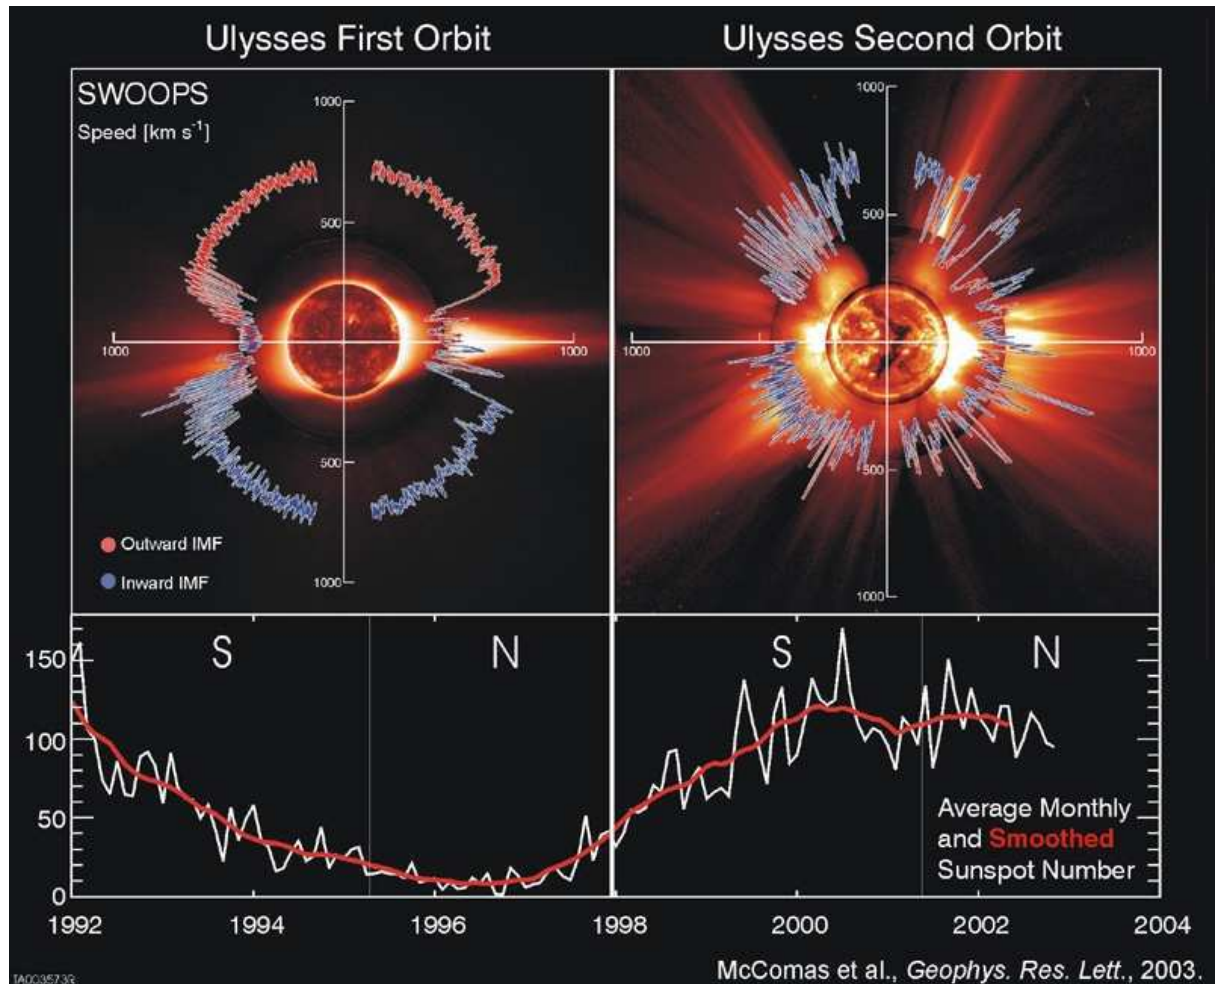 Ulysses First Orbit
Ulysses Second Orbit
SWOOPS
Speed [km s⁻¹]
1000
500
1000
1000
500
1000
Outward IMF
Inward IMF
1000
500
1000
1000
500
1000
S
N
S
N
150
100
50
0
Average Monthly
and Smoothed
Sunspot Number
1992
1994
1996
1998
2000
2002
2004
McComas et al., Geophys. Res. Lett., 2003.